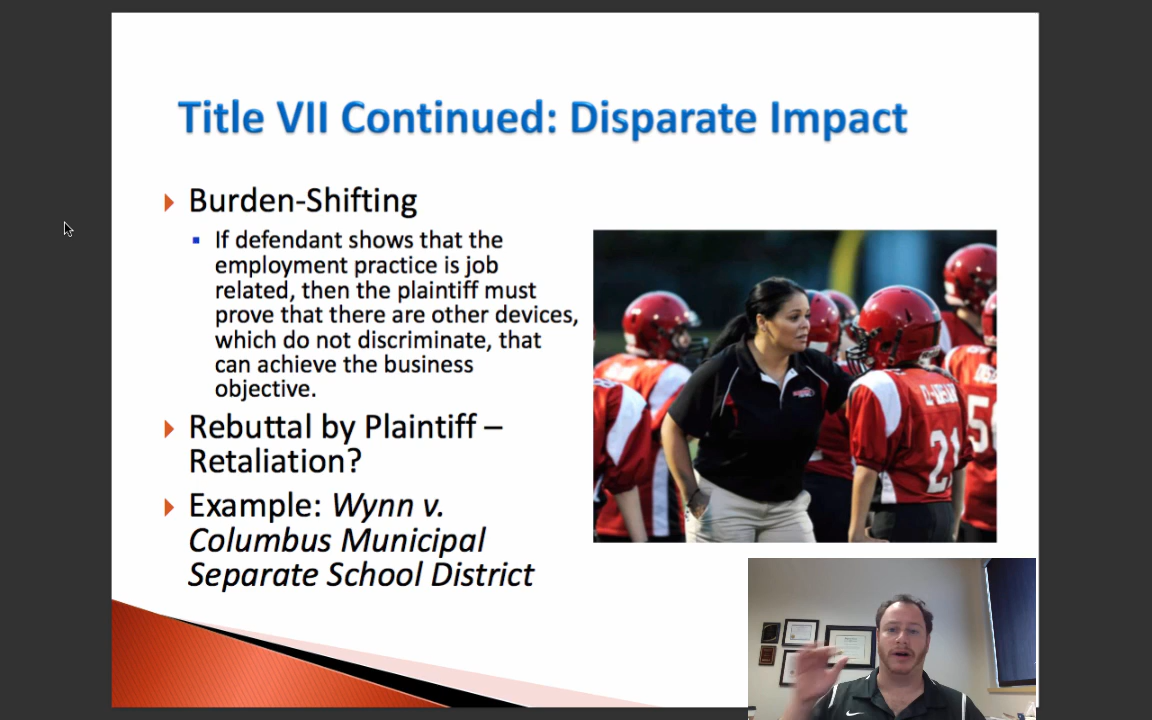 Title VII Continued: Disparate Impact
Burden-Shifting
If defendant shows that the
employment practice is job
related, then the plaintiff must
prove that there are other devices,
which do not discriminate, that
can achieve the business
objective.
Rebuttal by Plaintiff –
Retaliation?
Example: Wynn v.
Columbus Municipal
Separate School District
21